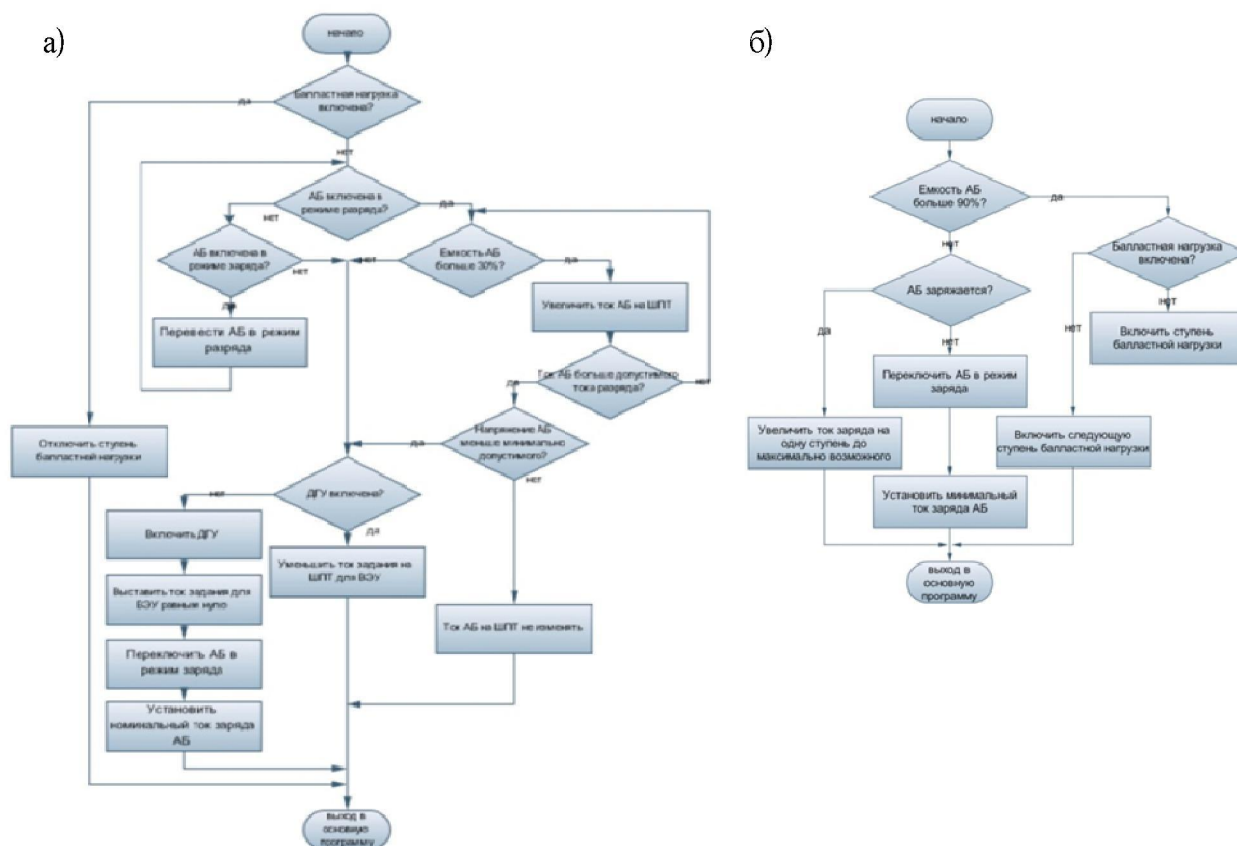 а)
начало
Балластная нагрузка
включена?
да
нет
АБ включена в
режиме разряда?
нет
да
АБ включена в
режиме заряда?
нет
да
Емкость АБ
больше 30%?
нет
да
Перевести АБ в режим
разряда
Увеличить ток АБ на ШПТ
Ток АБ больше допустимого
тока разряда?
да
нет
Отключить ступень
балластной нагрузки
Напряжение АБ
меньше минимально
допустимого?
да
нет
ДГУ включена?
нет
да
Включить ДГУ
Уменьшить ток задания на
ШПТ для ВЭУ
Выставить ток задания для
ВЭУ равным нулю
Ток АБ на ШПТ не изменять
Переключить АБ в
режим заряда
Установить
номинальный ток заряда
АБ
выход в
основную
программу
б)
начало
Емкость АБ
больше 90%?
да
нет
Балластная нагрузка
включена?
нет
нет
АБ заряжается?
да
нет
Включить ступень
балластной нагрузки
Переключить АБ в режим
заряда
Увеличить ток заряда на
одну ступень до
максимально возможного
Включить следующую
ступень балластной нагрузки
Установить минимальный
ток заряда АБ
выход в
основную
программу